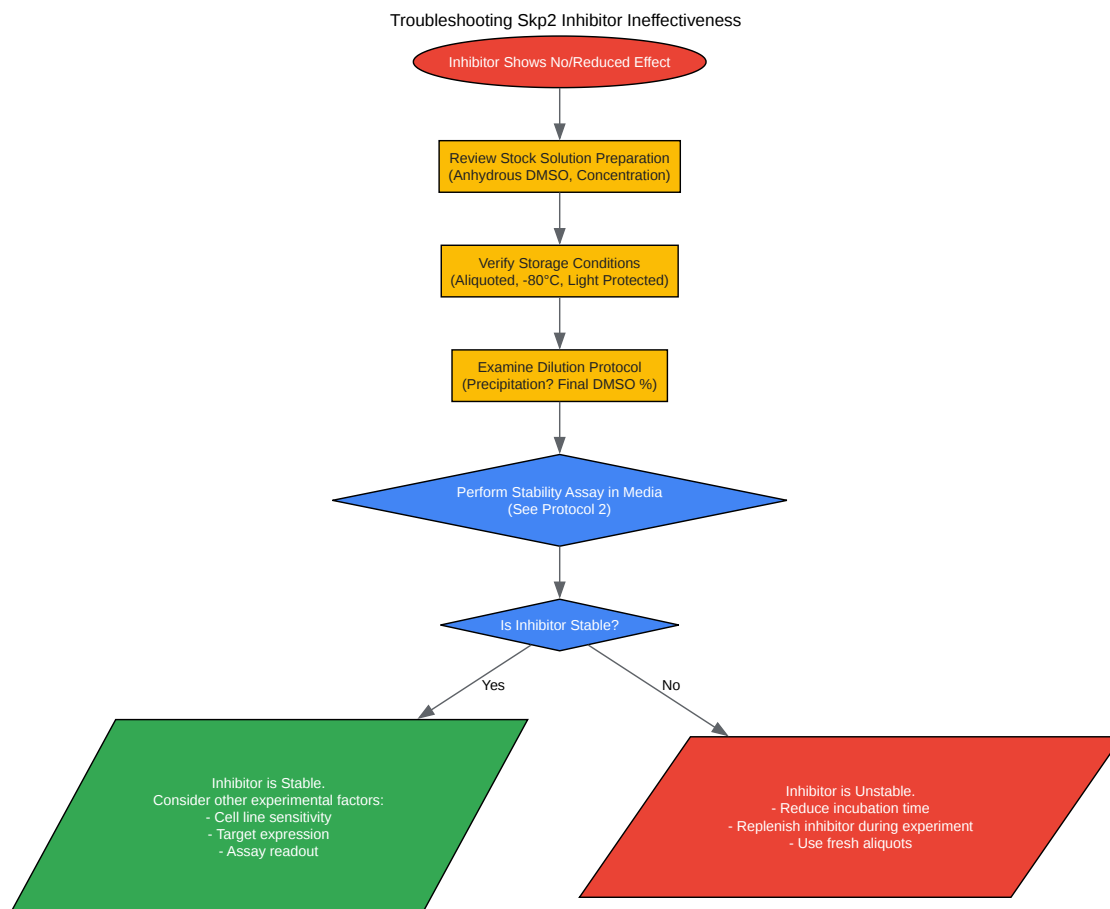 Troubleshooting Skp2 Inhibitor Ineffectiveness
Inhibitor Shows No/Reduced Effect
Review Stock Solution Preparation
(Anhydrous DMSO, Concentration)
Verify Storage Conditions
(Aliquoted, -80°C, Light Protected)
Examine Dilution Protocol
(Precipitation? Final DMSO %)
Perform Stability Assay in Media
(See Protocol 2)
Is Inhibitor Stable?
Yes
No
Inhibitor is Stable.
Consider other experimental factors:
- Cell line sensitivity
- Target expression
- Assay readout
Inhibitor is Unstable.
- Reduce incubation time
- Replenish inhibitor during experiment
- Use fresh aliquots